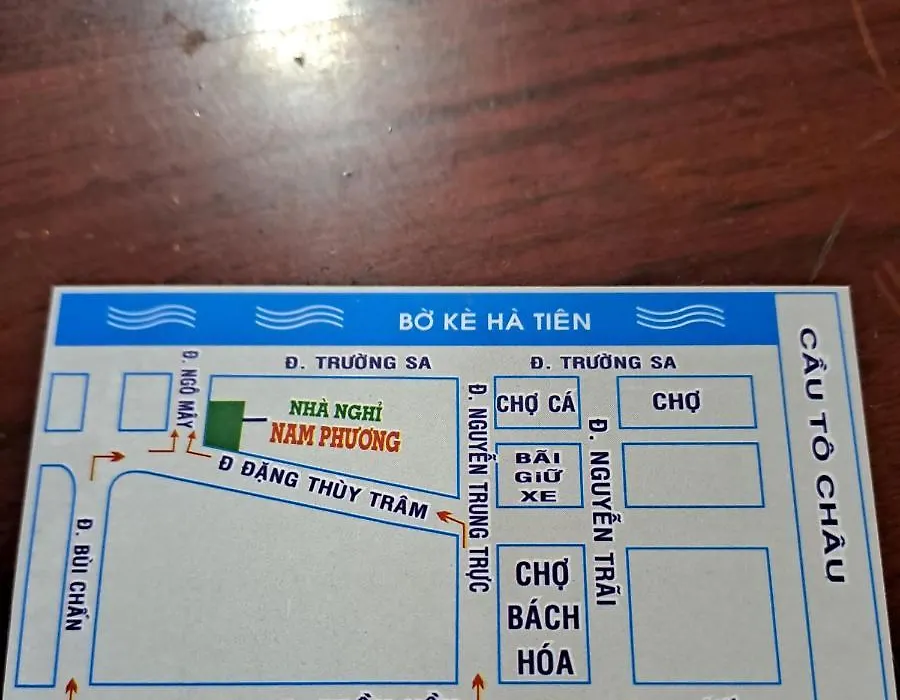 BỜ KÈ HÀ TIÊN
Đ. TRƯỜNG SA
Đ. TRƯỜNG SA
CẦU TÔ CHÂU
Đ. NGÔ MÂY
NHÀ NGHỈ
NAM PHƯƠNG
Đ. NGUYỄN TRUNG TRỰC
CHỢ CÁ
Đ. NGUYỄN TRÃI
CHỢ
Đ ĐẶNG THÙY TRÂM
BÃI
GIỮ
XE
Đ. BÙI CHẤN
CHỢ
BÁCH
HÓA